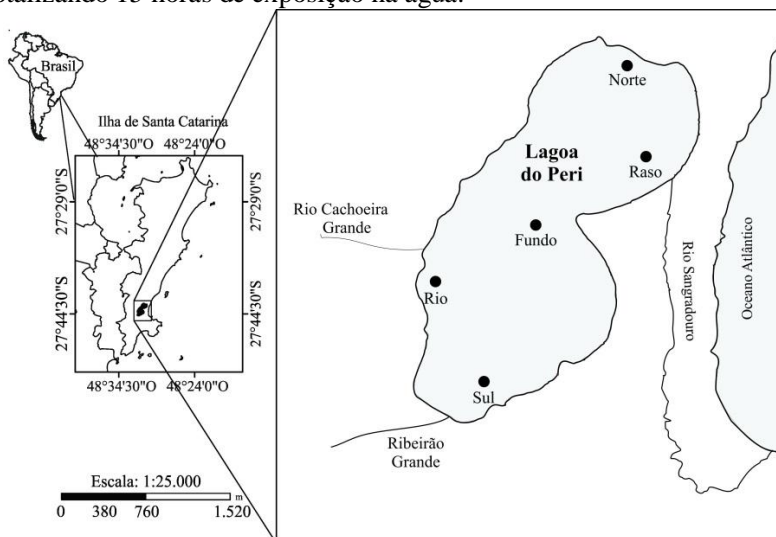 Brasil
Ilha de Santa Catarina
48°34'30"O 48°24'0"O
27°29'0"S
27°44'30"S
27°29'0"S
27°44'30"S
48°34'30"O 48°24'0"O
Escala: 1:25.000
m
0 380 760 1.520
Norte
Lagoa
do Peri
Raso
Rio Cachoeira
Grande
Fundo
Rio
Sul
Ribeirão
Grande
Rio Sangradouro
Oceano Atlântico